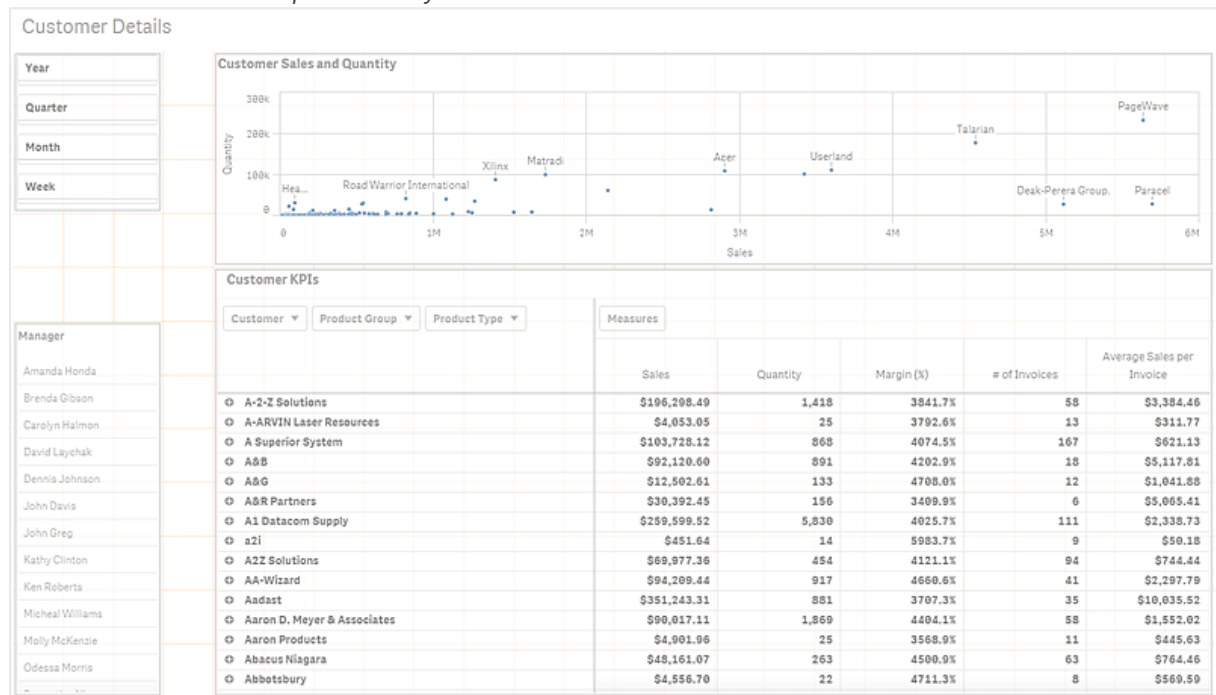 Customer Details
Year
Quarter
Month
Week
Manager
Amanda Honda
Brenda Gibson
Carolyn Halmon
David Laychak
Dennis Johnson
John Davis
John Greg
Kathy Clinton
Ken Roberts
Micheal Williams
Molly McKenzie
Odessa Morris
Customer Sales and Quantity
Quantity
300k
200k
100k
0
PageWave
Talarian
Xilinx
Matradi
Acer
Userland
Hea...
Road Warrior International
Deak-Perera Group.
Paracel
0 1M 2M 3M 4M 5M 6M
Sales
Customer KPIs
Customer Product Group Product Type Measures
Sales Quantity Margin (%) # of Invoices Average Sales per Invoice
A-2-Z Solutions $196,298.49 1,418 3841.7% 58 $3,384.46
A-ARVIN Laser Resources $4,053.05 25 3792.6% 13 $311.77
A Superior System $103,728.12 868 4074.5% 167 $621.13
A&B $92,120.60 891 4202.9% 18 $5,117.81
A&G $12,502.61 133 4708.0% 12 $1,041.88
A&R Partners $30,392.45 156 3409.9% 6 $5,065.41
A1 Datacom Supply $259,599.52 5,830 4025.7% 111 $2,338.73
a2i $451.64 14 5983.7% 9 $50.18
A2Z Solutions $69,977.36 454 4121.1% 94 $744.44
AA-Wizard $94,209.44 917 4660.6% 41 $2,297.79
Aadast $351,243.31 881 3707.3% 35 $10,035.52
Aaron D. Meyer & Associates $90,017.11 1,869 4404.1% 58 $1,552.02
Aaron Products $4,901.96 25 3568.9% 11 $445.63
Abacus Niagara $48,161.07 263 4500.9% 63 $764.46
Abbotsbury $4,556.70 22 4711.3% 8 $569.59